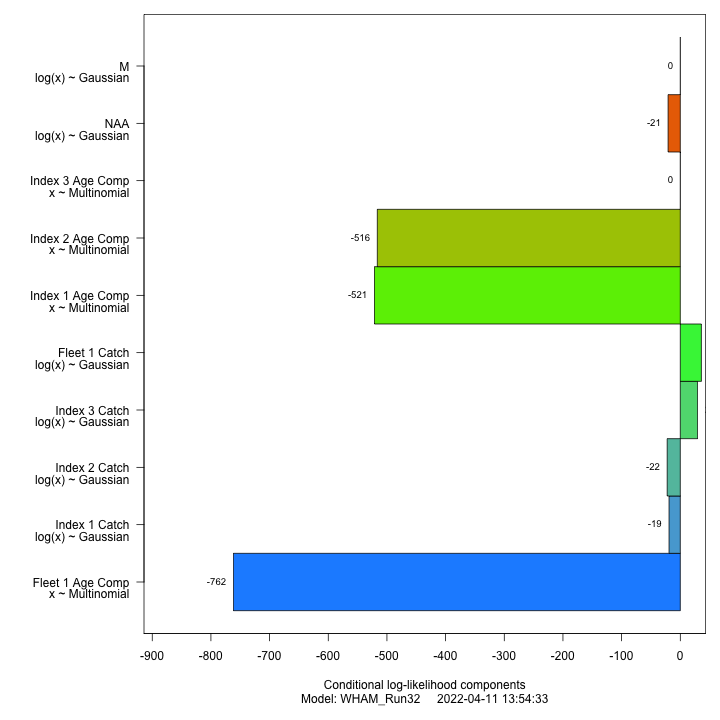 M
log(x) ~ Gaussian
0
NAA
log(x) ~ Gaussian
-21
Index 3 Age Comp
x ~ Multinomial
0
Index 2 Age Comp
x ~ Multinomial
-516
Index 1 Age Comp
x ~ Multinomial
-521
Fleet 1 Catch
log(x) ~ Gaussian
Index 3 Catch
log(x) ~ Gaussian
Index 2 Catch
log(x) ~ Gaussian
-22
Index 1 Catch
log(x) ~ Gaussian
-19
Fleet 1 Age Comp
x ~ Multinomial
-762
-900 -800 -700 -600 -500 -400 -300 -200 -100 0
Conditional log-likelihood components
Model: WHAM_Run32 2022-04-11 13:54:33